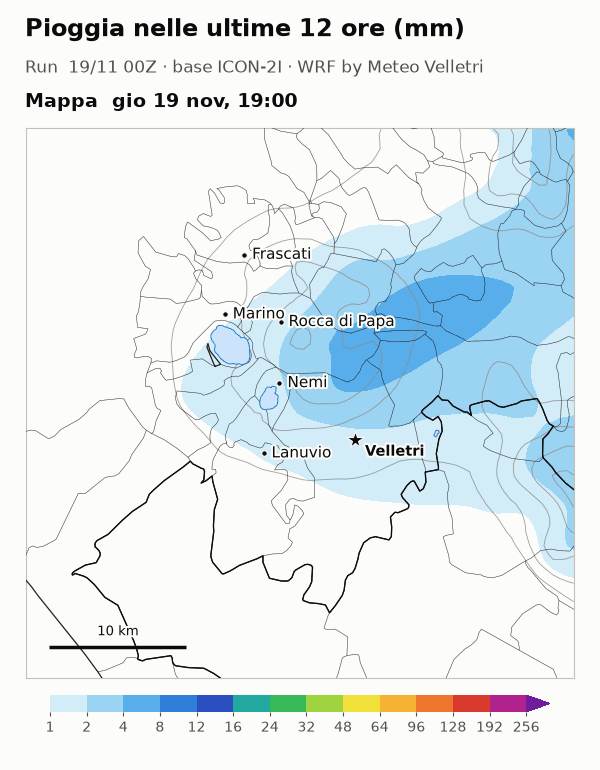 Pioggia nelle ultime 12 ore (mm)
Run  19/11 00Z · base ICON-2I · WRF by Meteo Velletri
Mappa  gio 19 nov, 19:00
Frascati
Marino
Rocca di Papa
Nemi
Velletri
Lanuvio
10 km
1 2 4 8 12 16 24 32 48 64 96 128 192 256